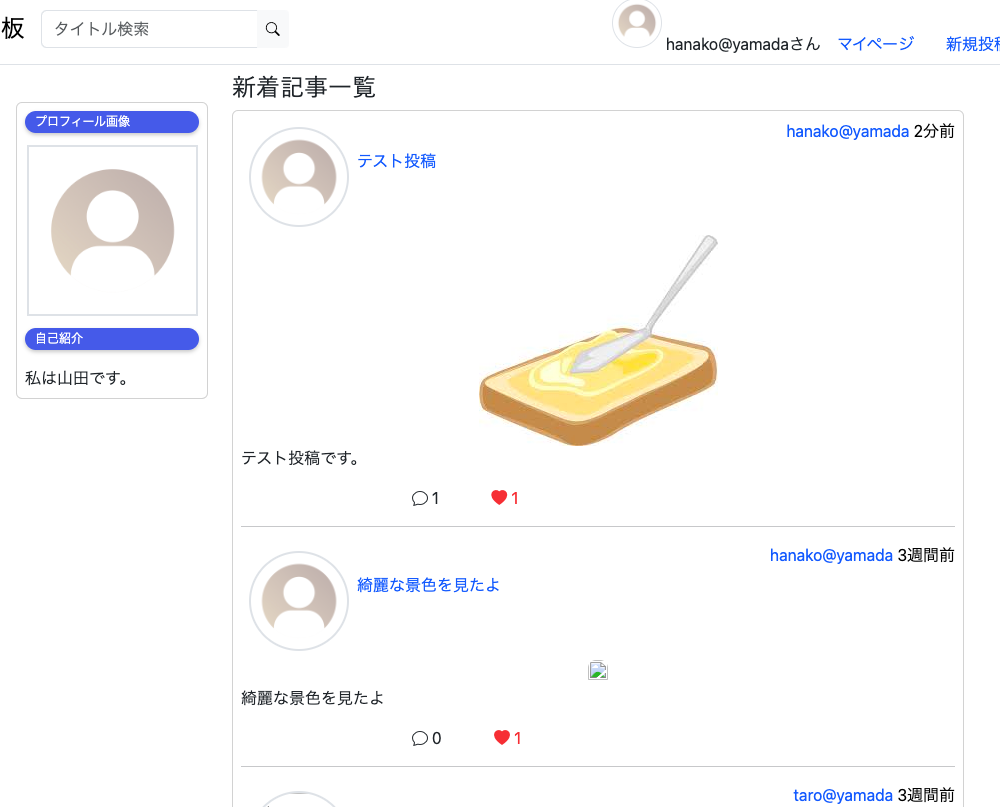 板 タイトル検索 hanako@yamadaさん マイページ 新規投稿
新着記事一覧
プロフィール画像
自己紹介
私は山田です。
hanako@yamada 2分前
テスト投稿
テスト投稿です。
1 1
hanako@yamada 3週間前
綺麗な景色を見たよ
綺麗な景色を見たよ
0 1
taro@yamada 3週間前